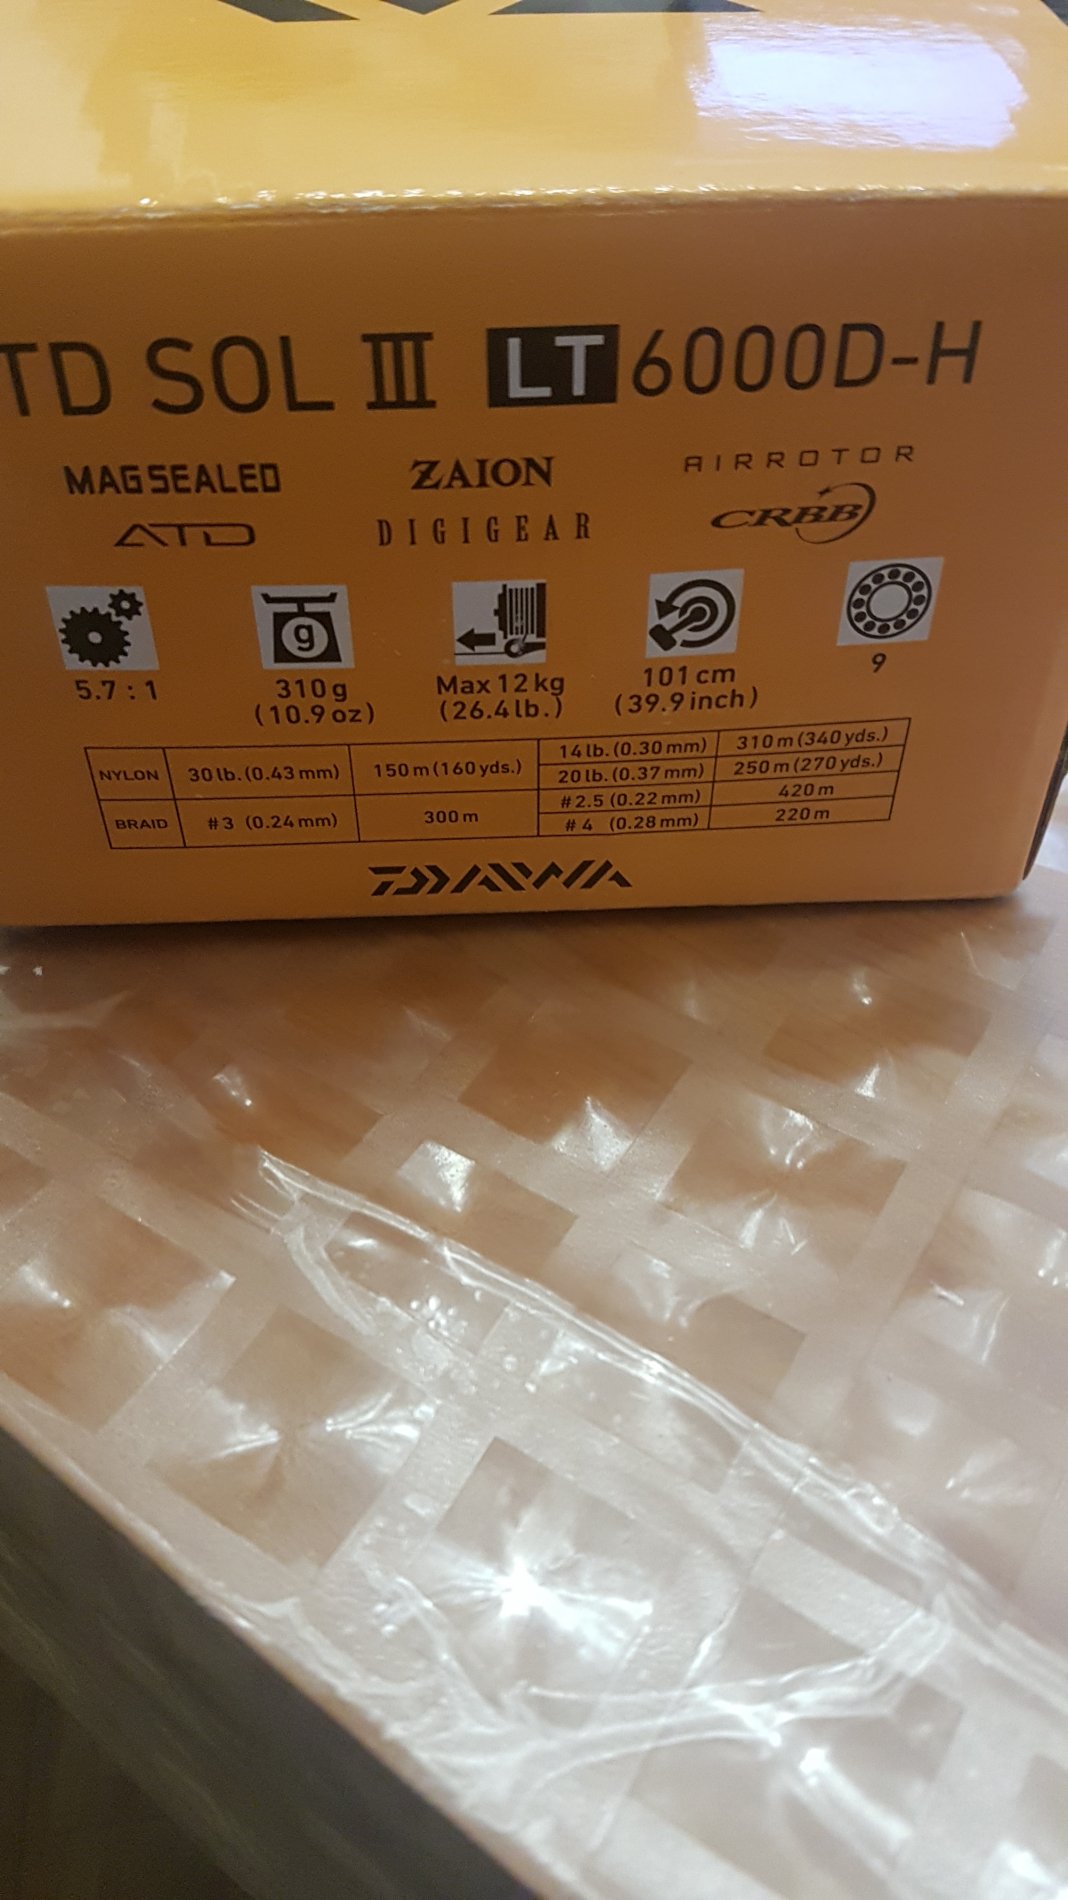 TD SOL III LT 6000D-H
MAGSEALED ZAION AIRROTOR
ATD DIGIGEAR CRBB
g
5.7 : 1
310g
(10.9 oz)
Max 12 kg
(26.4 lb.)
101 cm
(39.9 inch)
9
NYLON 30 lb. (0.43 mm) 150 m (160 yds.) 14 lb. (0.30 mm) 310 m (340 yds.)
20 lb. (0.37 mm) 250 m (270 yds.)
BRAID #3 (0.24 mm) 300 m #2.5 (0.22 mm) 420 m
#4 (0.28 mm) 220 m
DAIWA